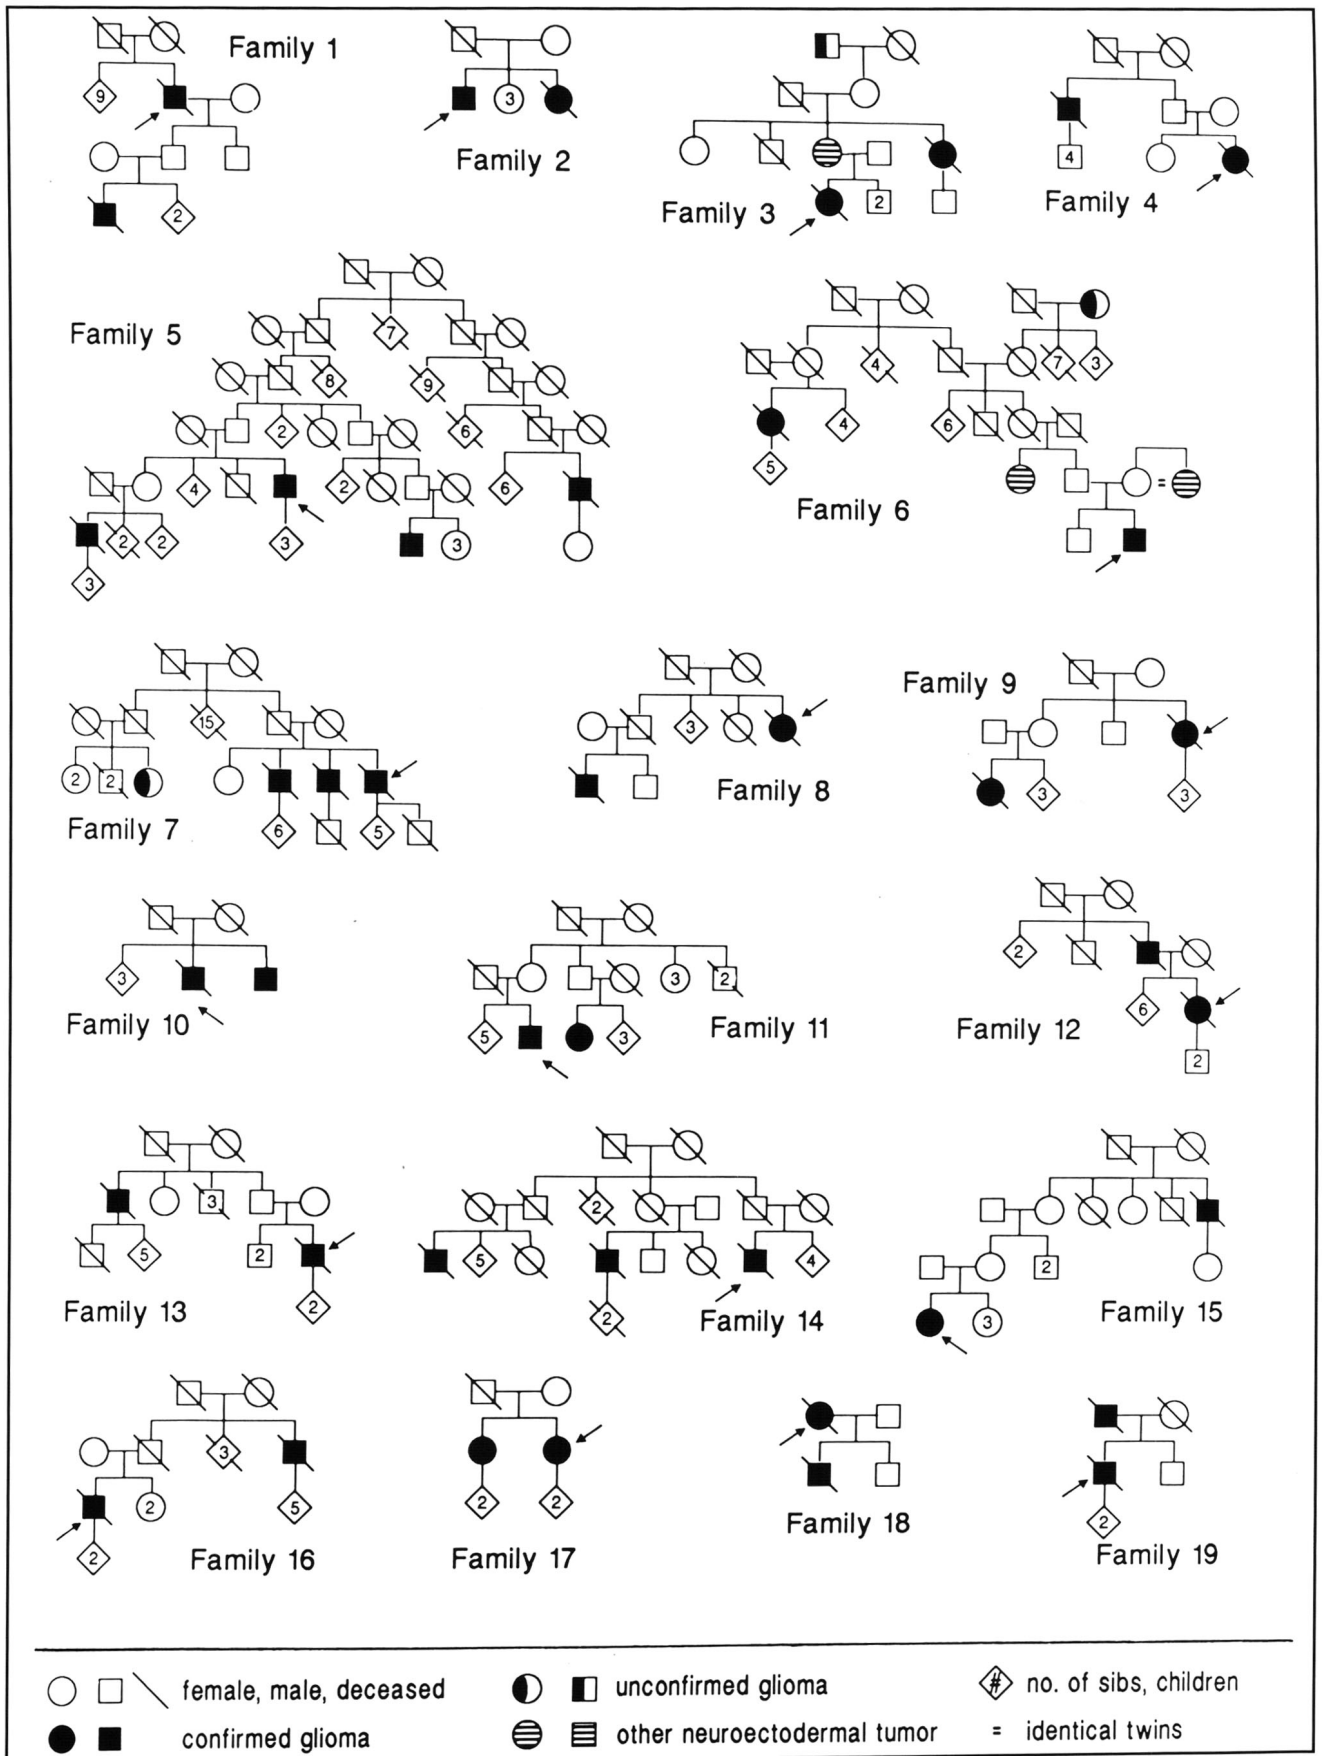 Family 1
9
2
Family 2
3
Family 3
2
Family 4
4
Family 5
7
8
9
2
6
4
2
6
2
2
3
3
3
Family 6
4
7
3
4
6
5
=
Family 7
15
2
2
6
5
Family 8
3
Family 9
3
3
Family 10
3
Family 11
3
2
5
3
Family 12
2
6
2
Family 13
3
5
2
2
Family 14
2
5
4
2
Family 15
2
3
Family 16
3
2
5
2
Family 17
2
2
Family 18
Family 19
2
female, male, deceased
unconfirmed glioma
# no. of sibs, children
confirmed glioma
other neuroectodermal tumor
= identical twins